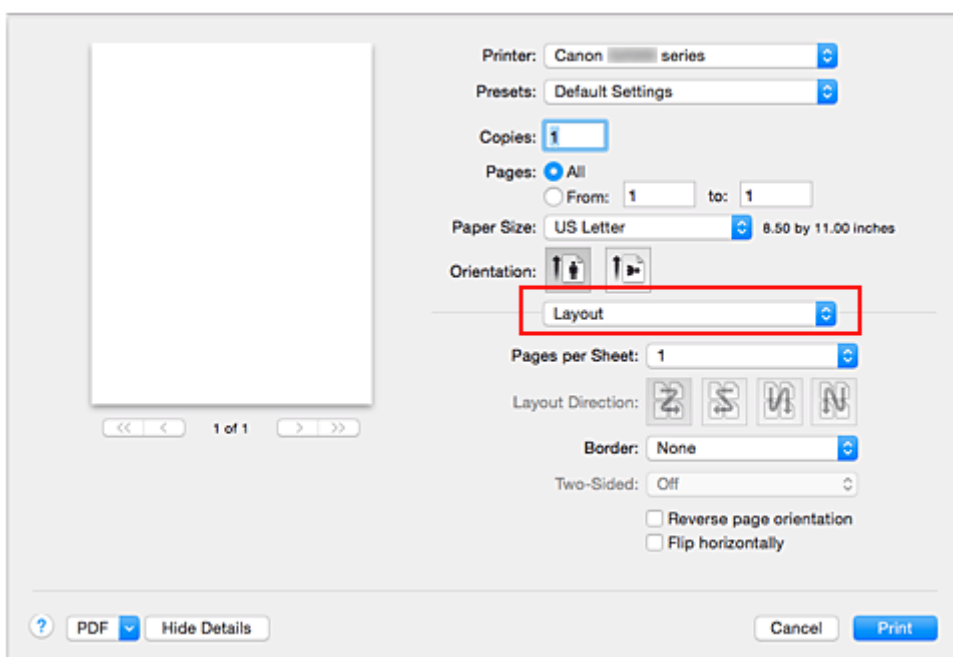 Printer: Canon series
Presets: Default Settings
Copies: 1
Pages: All
From: 1 to: 1
Paper Size: US Letter 8.50 by 11.00 inches
Orientation:
Layout
Pages per Sheet: 1
Layout Direction:
<< < 1 of 1 > >>
Border: None
Two-Sided: Off
Reverse page orientation
Flip horizontally
? PDF Hide Details Cancel Print